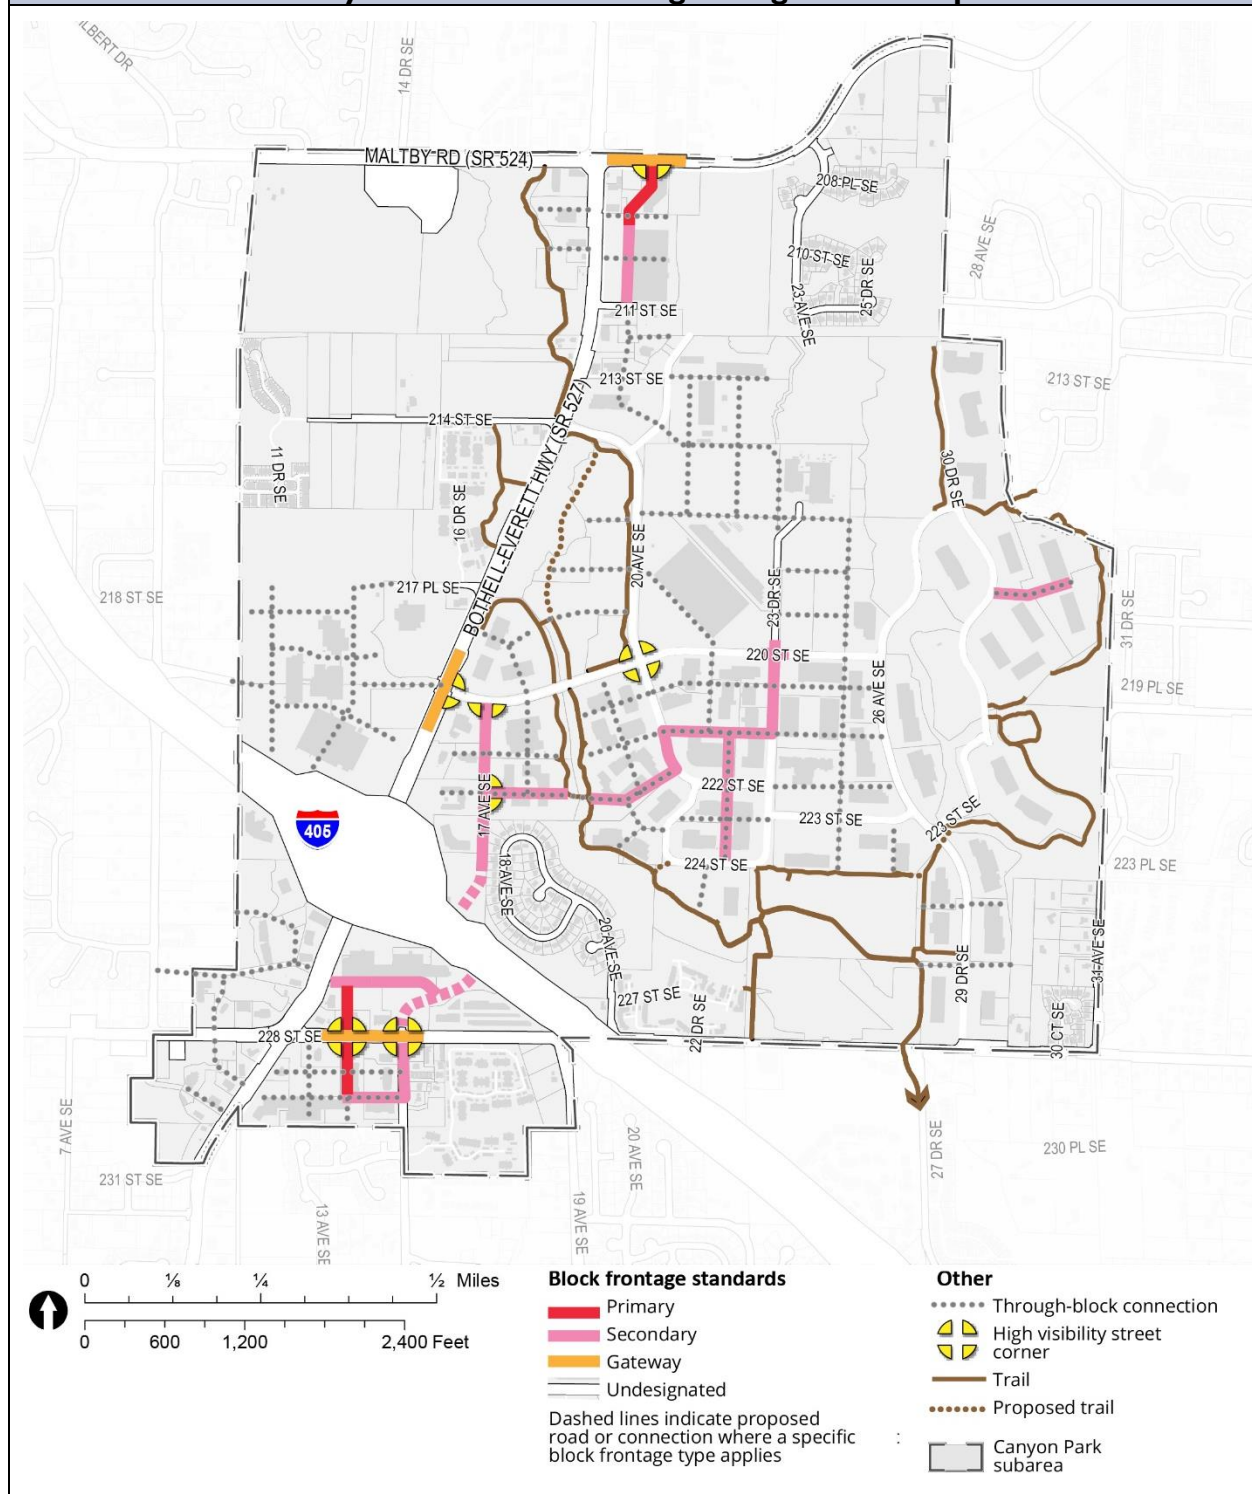 14 DR SE
MALTBY RD (SR 524)
208 PL SE
28 AVE SE
210 ST SE
25 DR SE
23 AVE SE
211 ST SE
213 ST SE
213 ST SE
214 ST SE
BOTHELL-EVERETT HWY (SR 527)
11 DR SE
16 DR SE
30 DR SE
20 AVE SE
217 PL SE
218 ST SE
23 DR SE
31 DR SE
220 ST SE
219 PL SE
26 AVE SE
222 ST SE
17 AVE SE
223 ST SE
223 ST SE
405
224 ST SE
223 PL SE
18 AVE SE
20 AVE SE
31 AVE SE
29 DR SE
227 ST SE
22 DR SE
30 CT SE
228 ST SE
7 AVE SE
20 AVE SE
27 DR SE
230 PL SE
231 ST SE
13 AVE SE
19 AVE SE
0 ⅛ ¼ ½ Miles
0 600 1,200 2,400 Feet
Block frontage standards
Primary
Secondary
Gateway
Undesignated
Dashed lines indicate proposed
road or connection where a specific :
block frontage type applies
Other
Through-block connection
High visibility street
corner
Trail
Proposed trail
Canyon Park
subarea